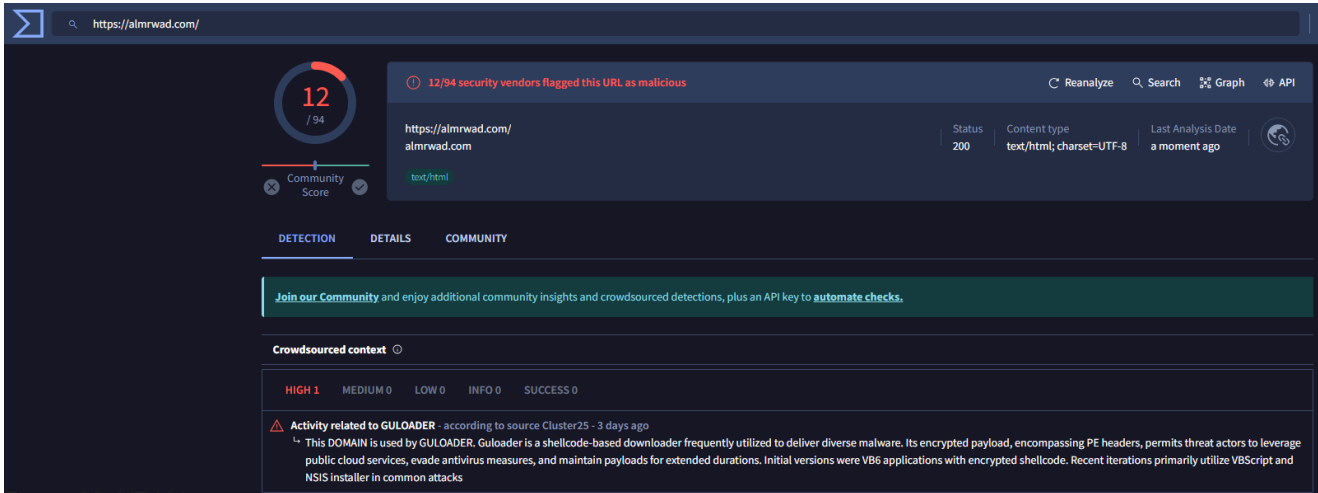 https://almrwad.com/
12
/ 94
Community
Score
12/94 security vendors flagged this URL as malicious
Reanalyze
Search
Graph
API
https://almrwad.com/
almrwad.com
text/html
Status
200
Content type
text/html; charset=UTF-8
Last Analysis Date
a moment ago
DETECTION
DETAILS
COMMUNITY
Join our Community and enjoy additional community insights and crowdsourced detections, plus an API key to automate checks.
Crowdsourced context
HIGH 1
MEDIUM 0
LOW 0
INFO 0
SUCCESS 0
Activity related to GULOADER - according to source Cluster25 - 3 days ago
This DOMAIN is used by GULOADER. Guloader is a shellcode-based downloader frequently utilized to deliver diverse malware. Its encrypted payload, encompassing PE headers, permits threat actors to leverage
public cloud services, evade antivirus measures, and maintain payloads for extended durations. Initial versions were VB6 applications with encrypted shellcode. Recent iterations primarily utilize VBScript and
NSIS installer in common attacks